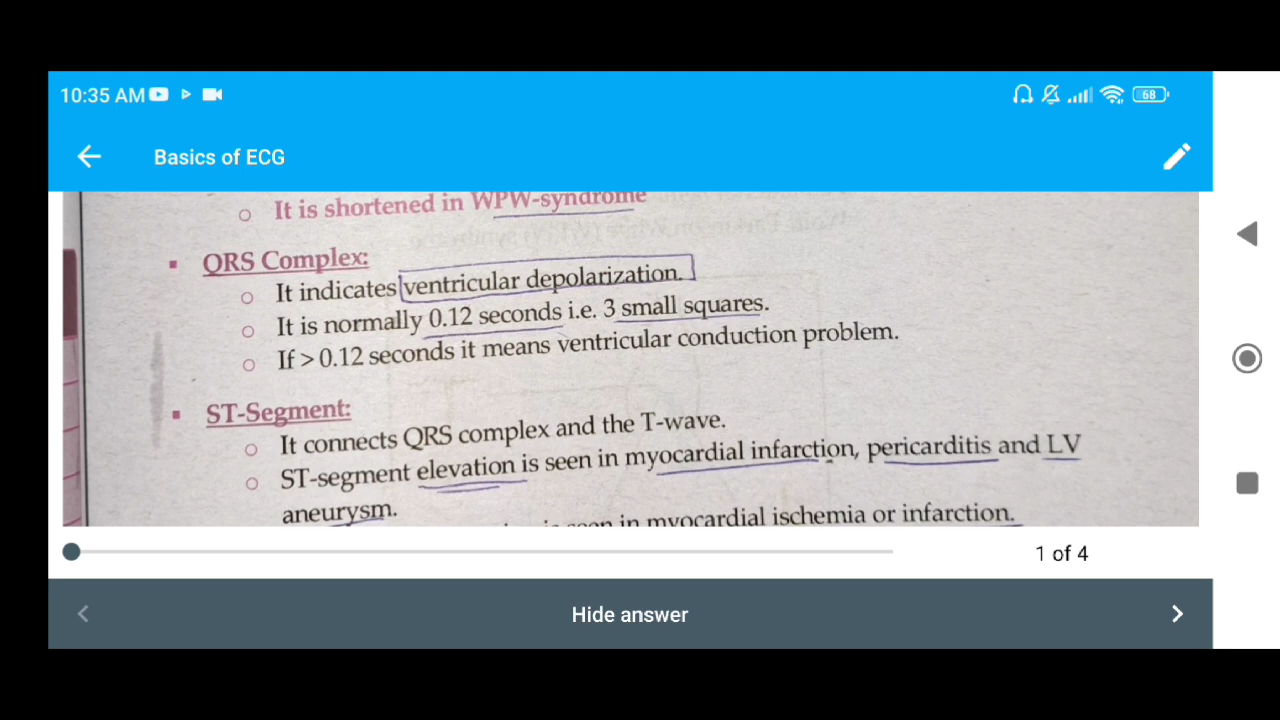 10:35 AM
68
Basics of ECG
It is shortened in WPW-syndrome
QRS Complex:
It indicates ventricular depolarization.
It is normally 0.12 seconds i.e. 3 small squares.
If > 0.12 seconds it means ventricular conduction problem.
ST-Segment:
It connects QRS complex and the T-wave.
ST-segment elevation is seen in myocardial infarction, pericarditis and LV
aneurysm.
seen in myocardial ischemia or infarction.
1 of 4
Hide answer